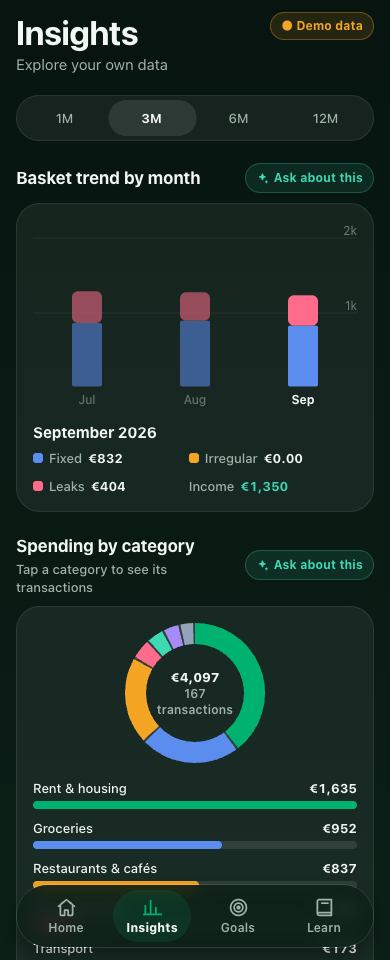 Insights
Demo data
Explore your own data
1M
3M
6M
12M
Basket trend by month
Ask about this
2k
1k
Jul
Aug
Sep
September 2026
Fixed €832
Irregular €0.00
Leaks €404
Income €1,350
Spending by category
Tap a category to see its
transactions
Ask about this
€4,097
167
transactions
Rent & housing €1,635
Groceries €952
Restaurants & cafés €837
Home
Insights
Goals
Learn
Transport €173